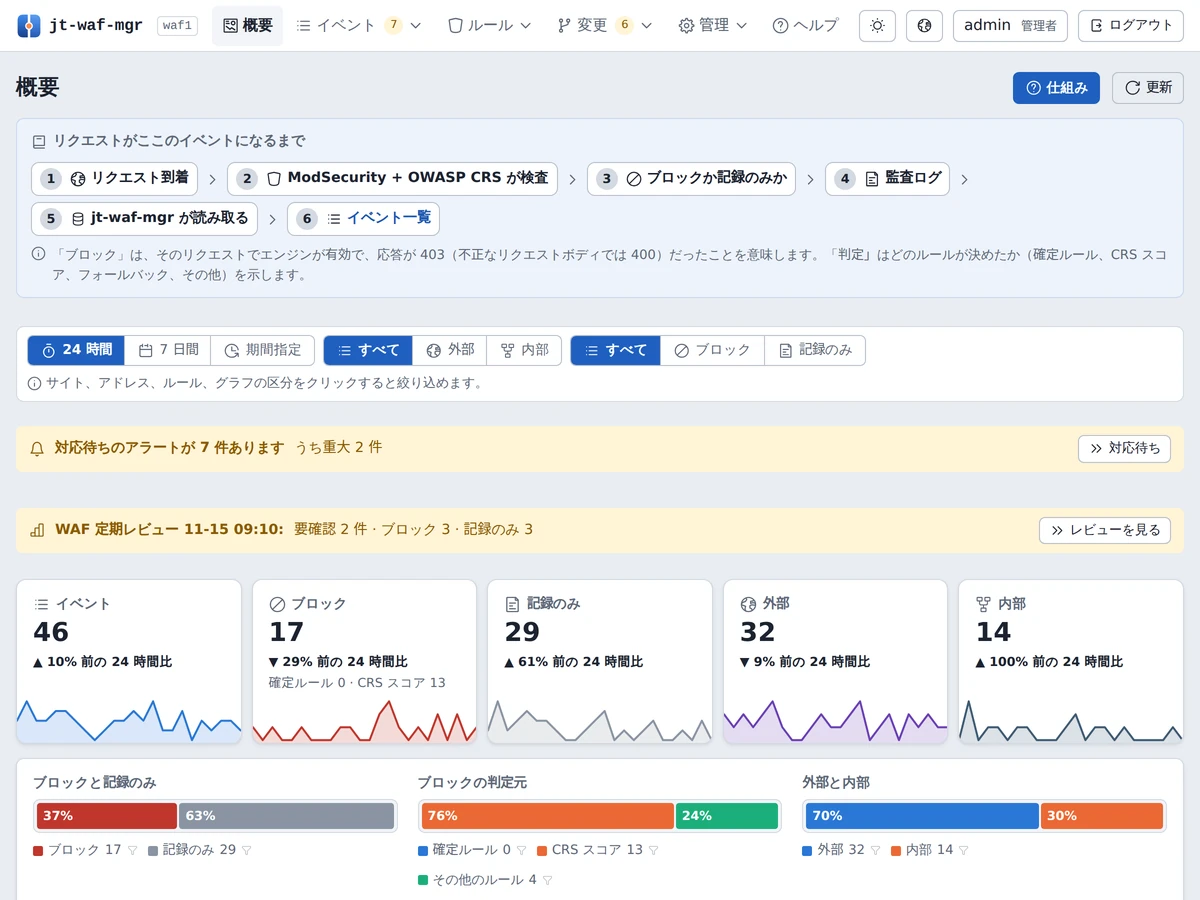 jt-waf-mgr waf1 概要 イベント 7 ルール 変更 6 管理 ヘルプ admin 管理者 ログアウト
概要 仕組み 更新
リクエストがここのイベントになるまで
1 リクエスト到着 2 ModSecurity + OWASP CRS が検査 3 ブロックか記録のみか 4 監査ログ
5 jt-waf-mgr が読み取る 6 イベント一覧
「ブロック」は、そのリクエストでエンジンが有効で、応答が 403（不正なリクエストボディでは 400）だったことを意味します。「判定」はどのルールが決めたか（確定ルール、CRS スコ
ア、フォールバック、その他）を示します。
24 時間 7 日間 期間指定 すべて 外部 内部 すべて ブロック 記録のみ
サイト、アドレス、ルール、グラフの区分をクリックすると絞り込めます。
対応待ちのアラートが 7 件あります うち重大 2 件 対応待ち
WAF 定期レビュー 11-15 09:10: 要確認 2 件 · ブロック 3 · 記録のみ 3 レビューを見る
イベント ブロック 記録のみ 外部 内部
46 17 29 32 14
▲ 10% 前の 24 時間比 ▼ 29% 前の 24 時間比 ▲ 61% 前の 24 時間比 ▼ 9% 前の 24 時間比 ▲ 100% 前の 24 時間比
確定ルール 0 · CRS スコア 13
ブロックと記録のみ ブロックの判定元 外部と内部
37% 63% 76% 24% 70% 30%
ブロック 17 記録のみ 29 確定ルール 0 CRS スコア 13 外部 32 内部 14
その他のルール 4